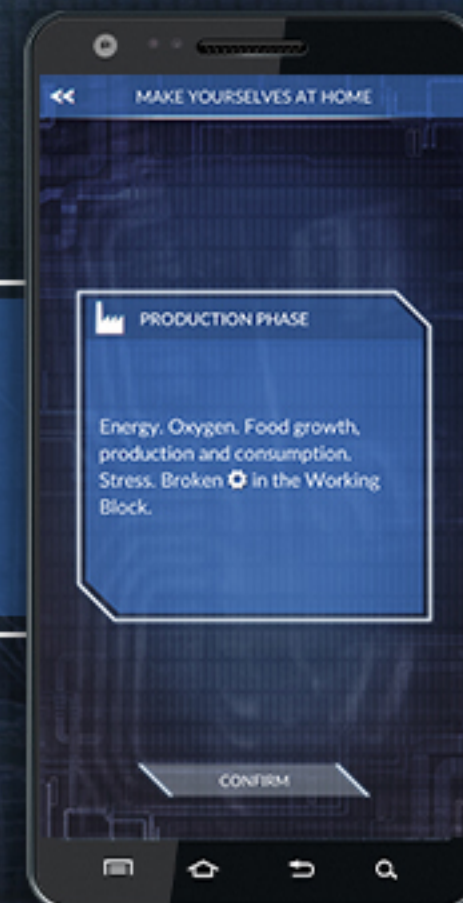 <<
MAKE YOURSELVES AT HOME
PRODUCTION PHASE
Energy. Oxygen. Food growth,
production and consumption.
Stress. Broken in the Working
Block.
CONFIRM